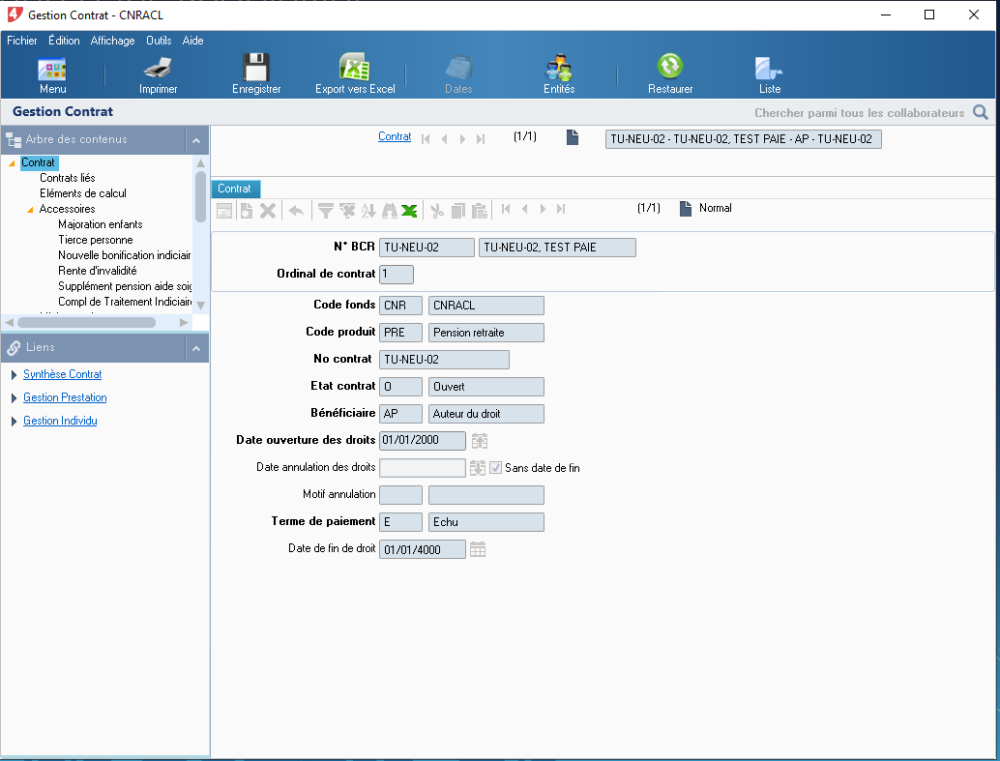 Gestion Contrat - CNRACL
Fichier Édition Affichage Outils Aide
Menu Imprimer Enregistrer Export vers Excel Dates Entités Restaurer Liste
Gestion Contrat Chercher parmi tous les collaborateurs
Arbre des contenus
Contrat
Contrats liés
Eléments de calcul
Accessoires
Majoration enfants
Tierce personne
Nouvelle bonification indiciair
Rente d'invalidité
Supplément pension aide soig
Compl de Traitement Indiciair
Liens
Synthèse Contrat
Gestion Prestation
Gestion Individu
Contrat (1/1) TU-NEU-02 - TU-NEU-02, TEST PAIE - AP - TU-NEU-02
Contrat
(1/1) Normal
N° BCR TU-NEU-02 TU-NEU-02, TEST PAIE
Ordinal de contrat 1
Code fonds CNR CNRACL
Code produit PRE Pension retraite
No contrat TU-NEU-02
Etat contrat O Ouvert
Bénéficiaire AP Auteur du droit
Date ouverture des droits 01/01/2000
Date annulation des droits Sans date de fin
Motif annulation
Terme de paiement E Echu
Date de fin de droit 01/01/4000